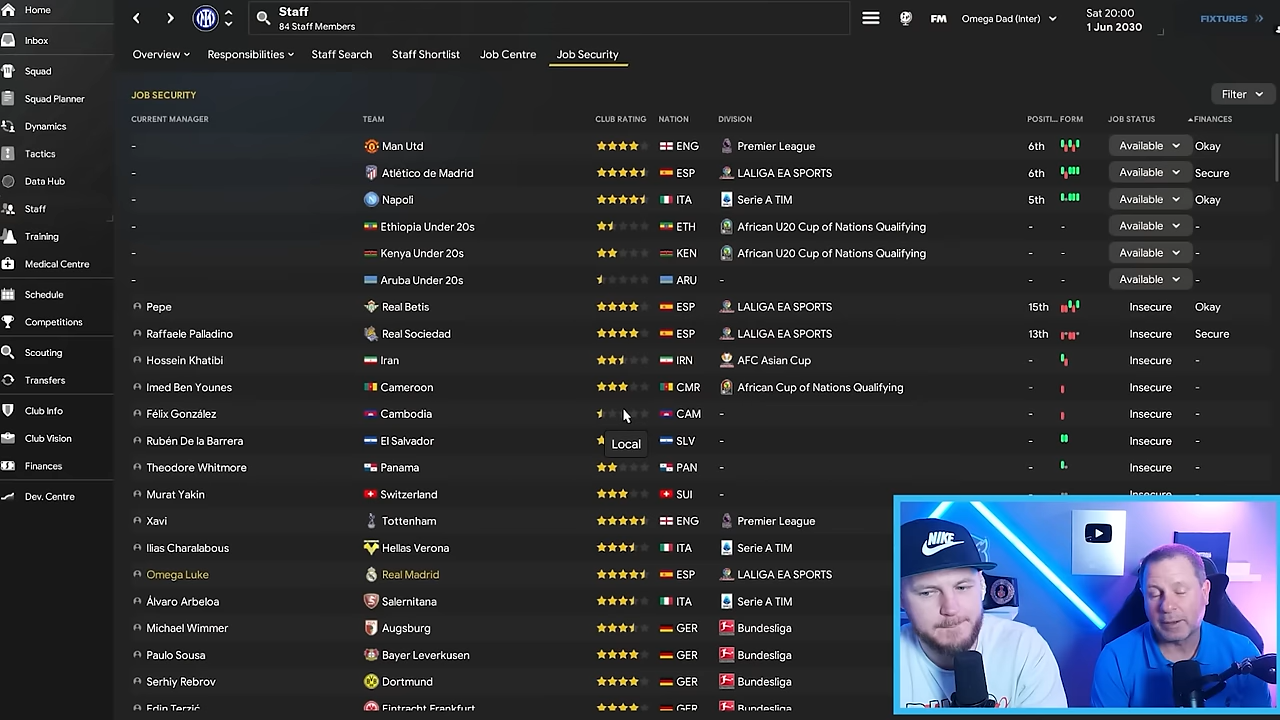 Home
Staff
84 Staff Members
FM
Omega Dad (Inter)
Sat 20:00
1 Jun 2030
FIXTURES
Inbox
Squad
Squad Planner
Dynamics
Tactics
Data Hub
Staff
Training
Medical Centre
Schedule
Competitions
Scouting
Transfers
Club Info
Club Vision
Finances
Dev. Centre
Overview Responsibilities Staff Search Staff Shortlist Job Centre Job Security
JOB SECURITY
Filter
CURRENT MANAGER TEAM CLUB RATING NATION DIVISION POSITI... FORM JOB STATUS FINANCES
- Man Utd ENG Premier League 6th Available Okay
- Atlético de Madrid ESP LALIGA EA SPORTS 6th Available Secure
- Napoli ITA Serie A TIM 5th Available Okay
- Ethiopia Under 20s ETH African U20 Cup of Nations Qualifying - - Available -
- Kenya Under 20s KEN African U20 Cup of Nations Qualifying - - Available -
- Aruba Under 20s ARU - - - Available -
Pepe Real Betis ESP LALIGA EA SPORTS 15th Insecure Okay
Raffaele Palladino Real Sociedad ESP LALIGA EA SPORTS 13th Insecure Secure
Hossein Khatibi Iran IRN AFC Asian Cup - Insecure -
Imed Ben Younes Cameroon CMR African Cup of Nations Qualifying - Insecure -
Félix González Cambodia CAM - - Insecure -
Local
Rubén De la Barrera El Salvador SLV - - Insecure -
Theodore Whitmore Panama PAN - - Insecure -
Murat Yakin Switzerland SUI - - Insecure -
Xavi Tottenham ENG Premier League
Ilias Charalabous Hellas Verona ITA Serie A TIM
Omega Luke Real Madrid ESP LALIGA EA SPORTS
Álvaro Arbeloa Salernitana ITA Serie A TIM
Michael Wimmer Augsburg GER Bundesliga
Paulo Sousa Bayer Leverkusen GER Bundesliga
Serhiy Rebrov Dortmund GER Bundesliga
Edin Terzić Eintracht Frankfurt GER Bundesliga
NIKE